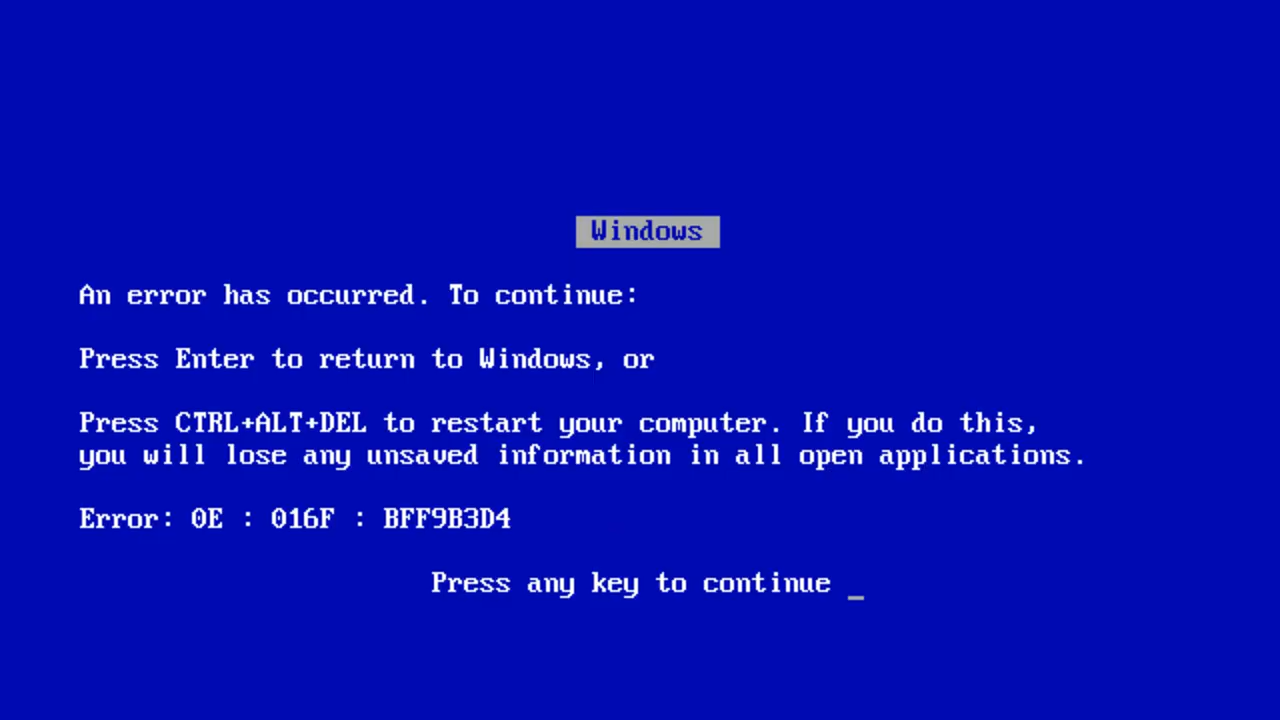 Windows
An error has occurred. To continue:
Press Enter to return to Windows, or
Press CTRL+ALT+DEL to restart your computer. If you do this,
you will lose any unsaved information in all open applications.
Error: 0E : 016F : BFF9B3D4
Press any key to continue _